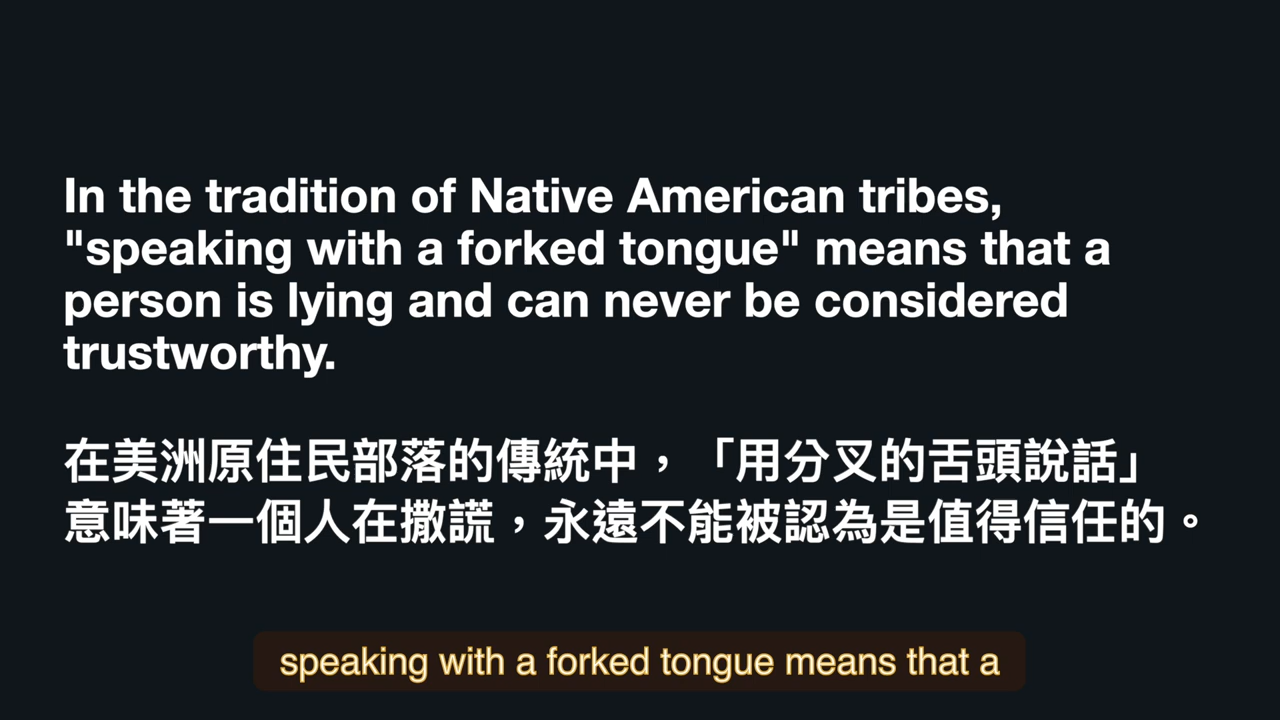 In the tradition of Native American tribes,
"speaking with a forked tongue" means that a
person is lying and can never be considered
trustworthy.
在美洲原住民部落的傳統中，「用分叉的舌頭說話」
意味著一個人在撒謊，永遠不能被認為是值得信任的。
speaking with a forked tongue means that a